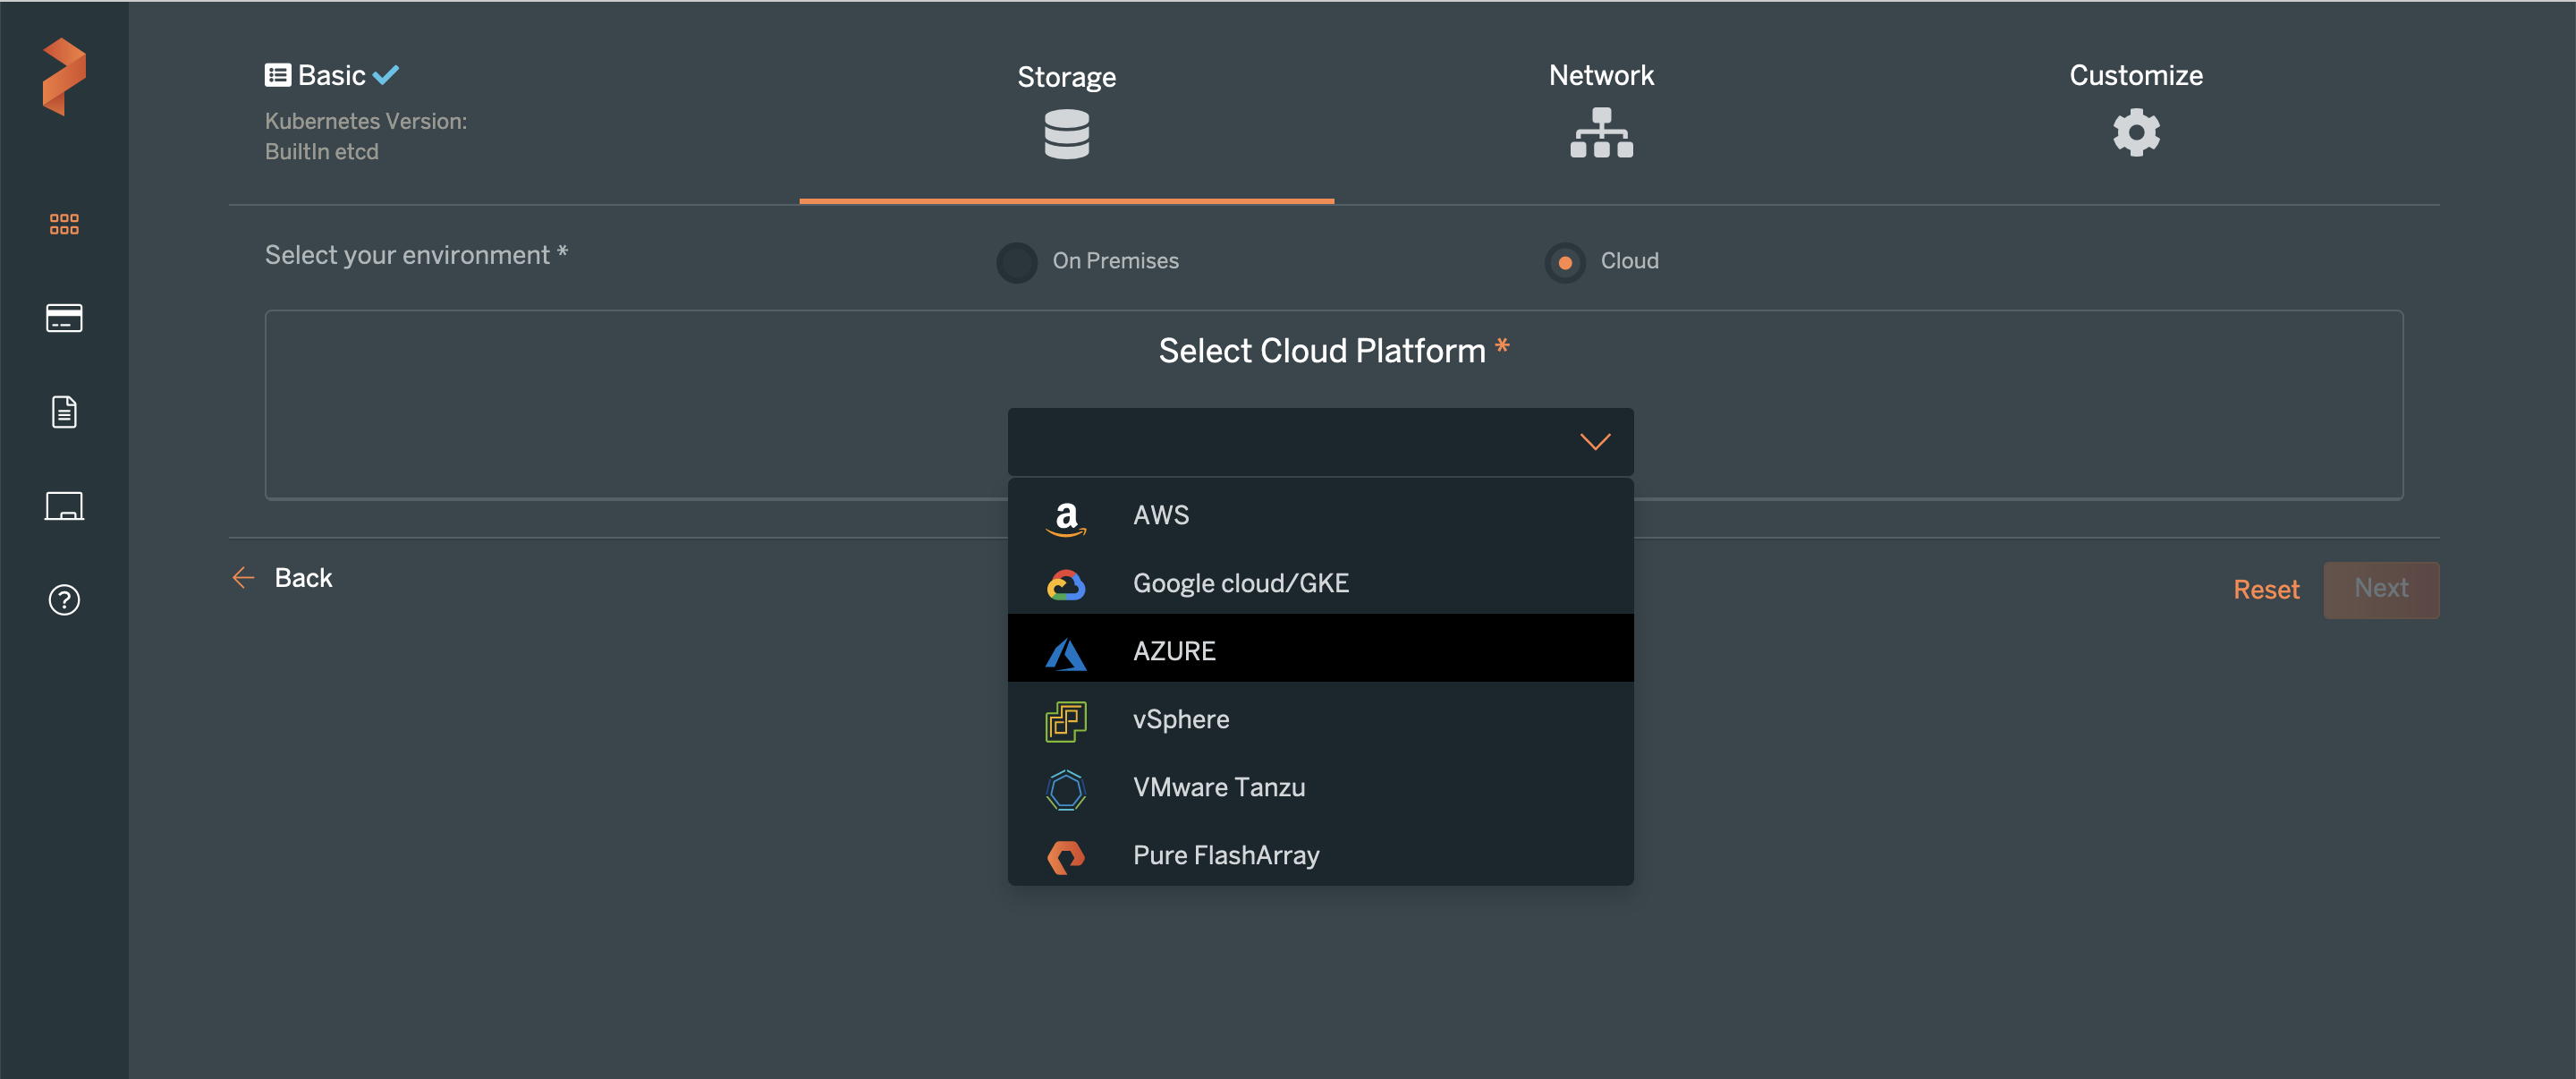 Basic
Kubernetes Version:
BuiltIn etcd
Storage
Network
Customize
Select your environment *
On Premises
Cloud
Select Cloud Platform *
AWS
Google cloud/GKE
AZURE
vSphere
VMware Tanzu
Pure FlashArray
Back
Reset
Next